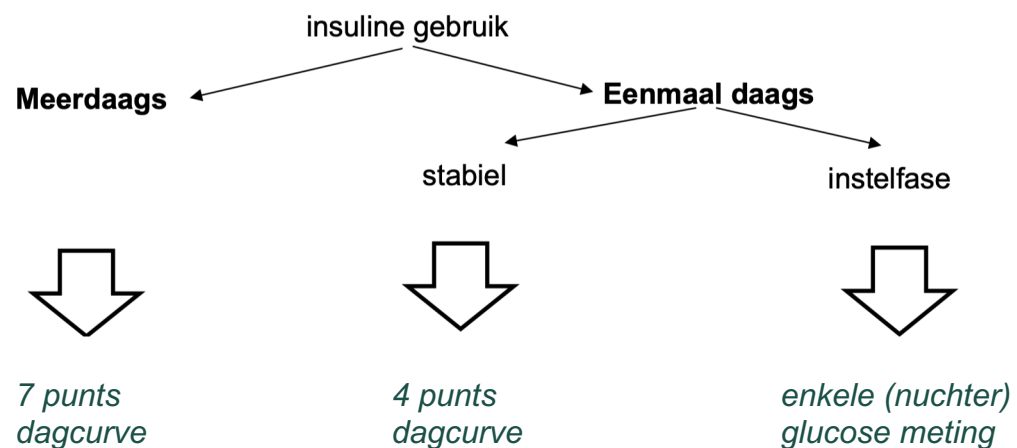 insuline gebruik
Meerdaags
Eenmaal daags
stabiel
instelfase
7 punts
dagcurve
4 punts
dagcurve
enkele (nuchter)
glucose meting